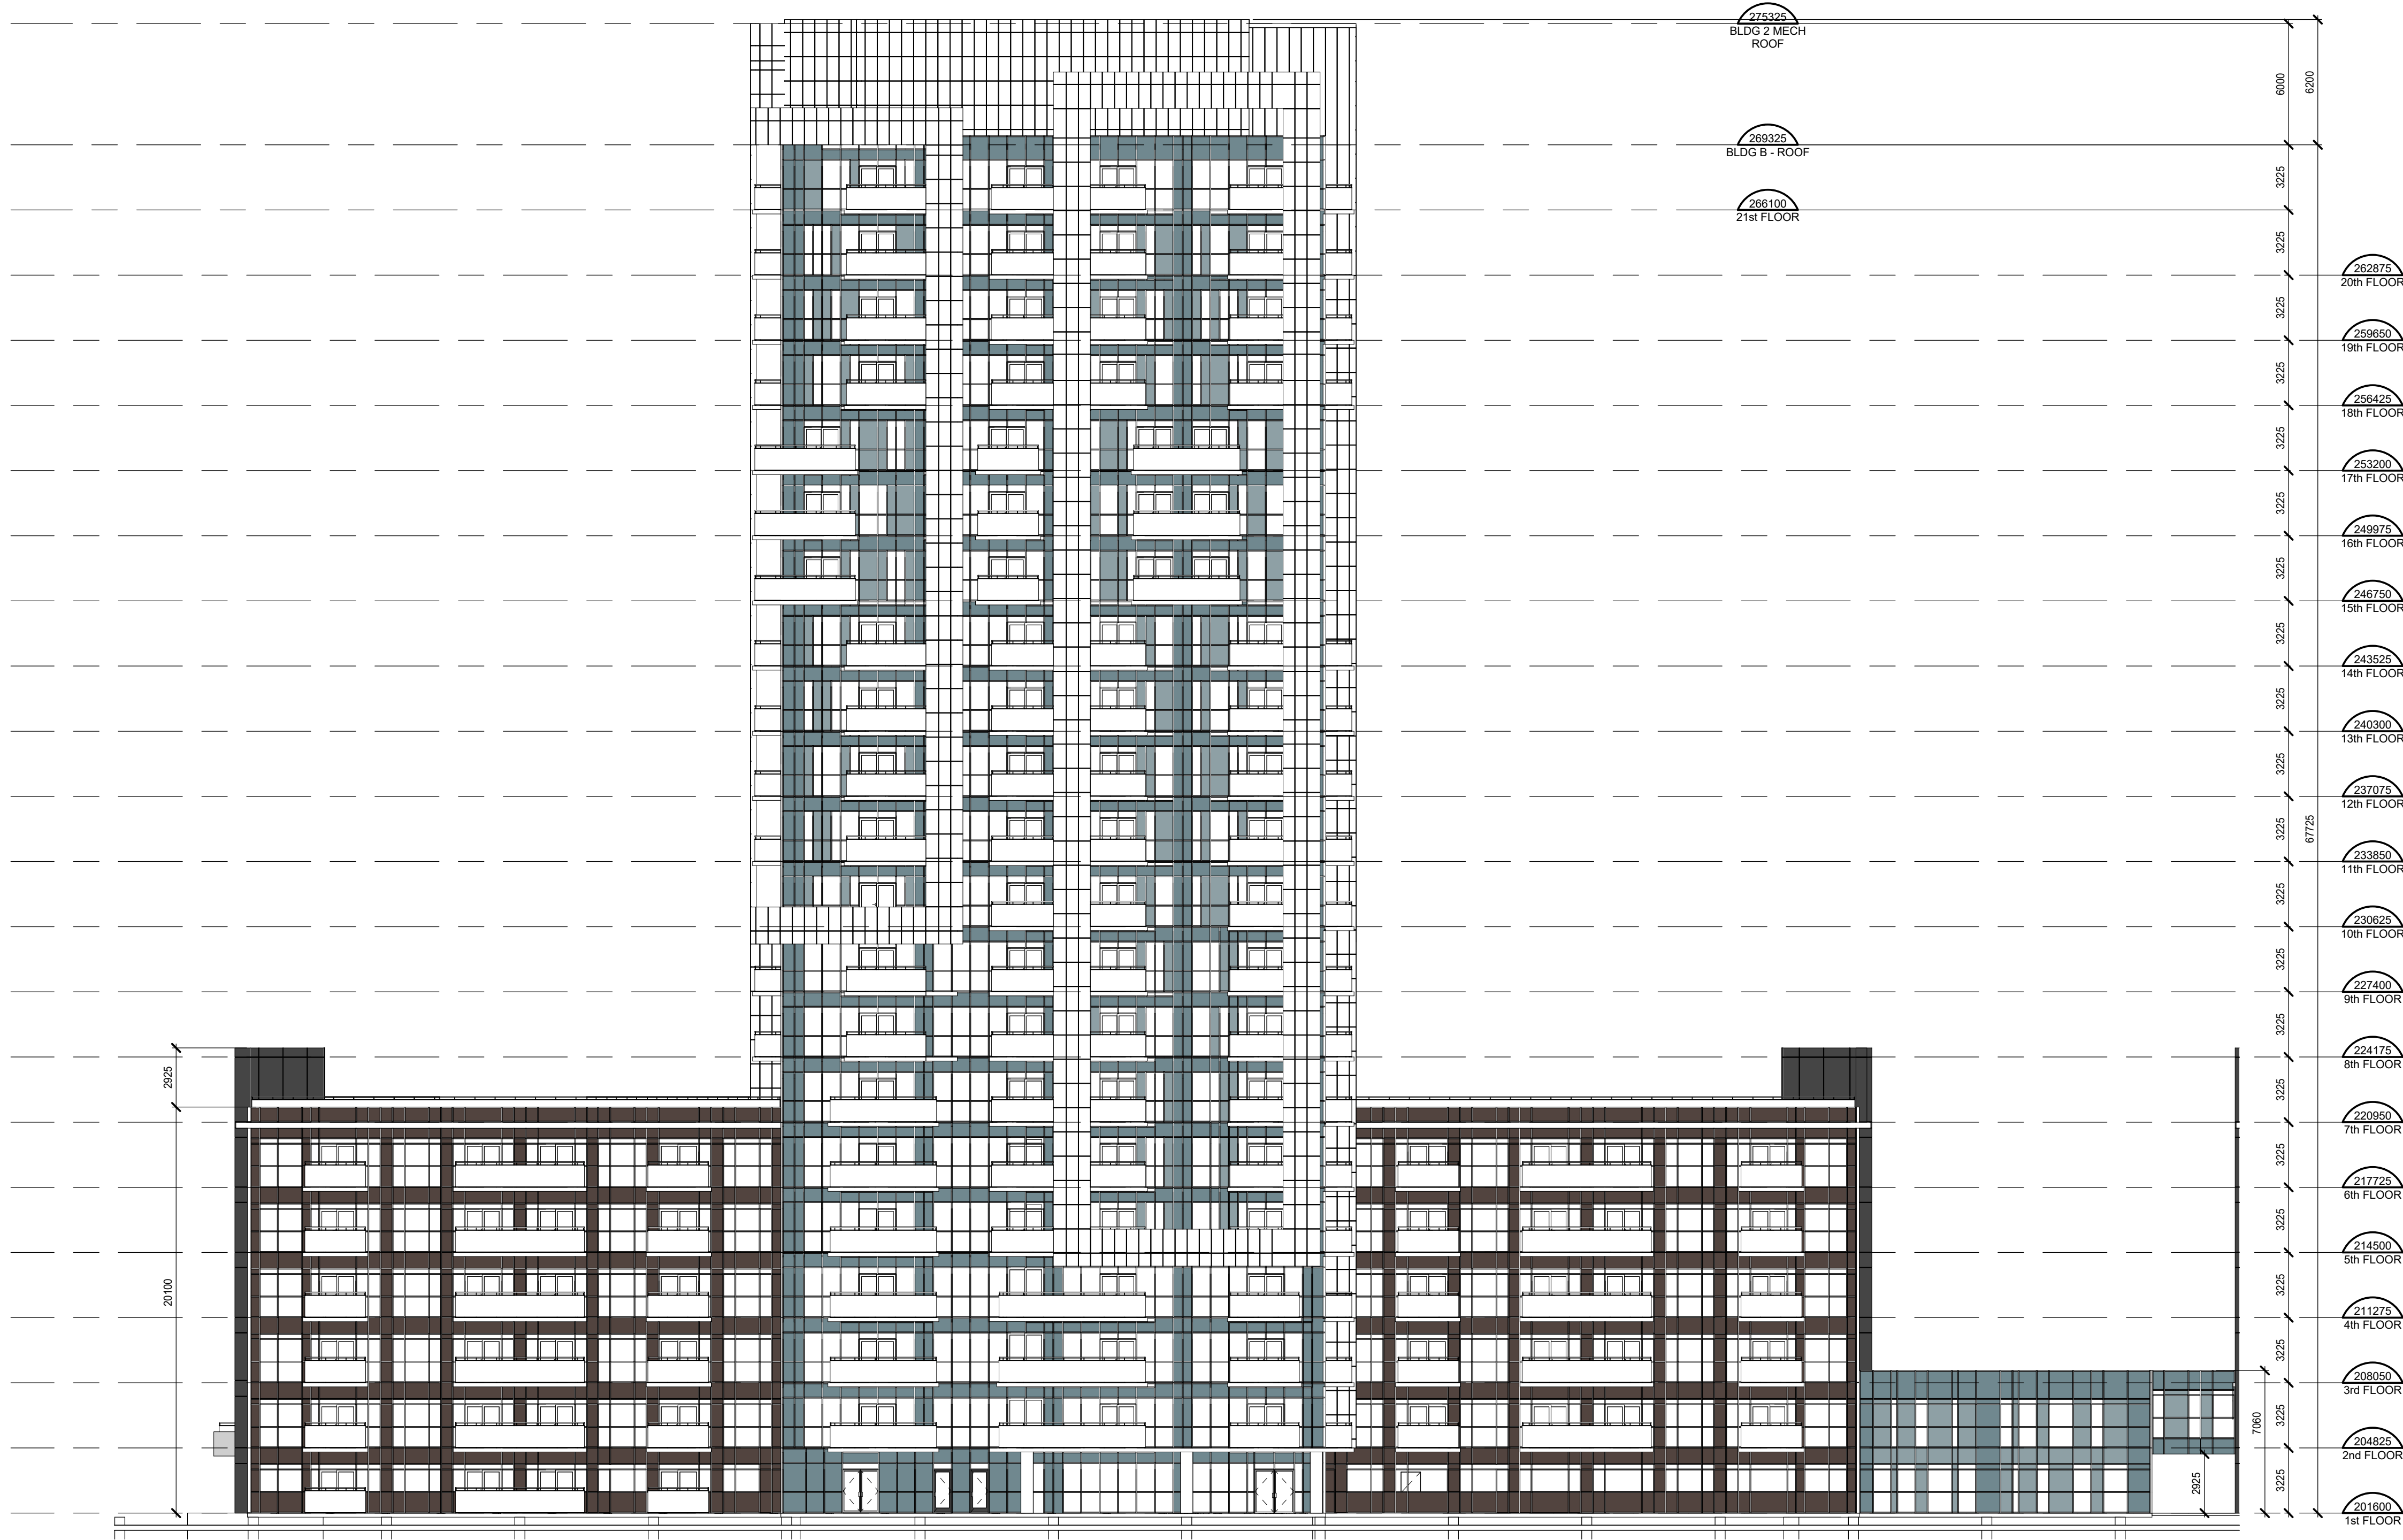 275325
BLDG 2 MECH
ROOF
6000
6200
269325
BLDG B - ROOF
3225
266100
21st FLOOR
3225
262875
20th FLOOR
3225
259650
19th FLOOR
3225
256425
18th FLOOR
3225
253200
17th FLOOR
3225
249975
16th FLOOR
3225
246750
15th FLOOR
3225
243525
14th FLOOR
3225
240300
13th FLOOR
3225
237075
12th FLOOR
3225
67725
233850
11th FLOOR
3225
230625
10th FLOOR
3225
227400
9th FLOOR
3225
224175
8th FLOOR
2925
3225
220950
7th FLOOR
3225
217725
6th FLOOR
3225
214500
5th FLOOR
20100
3225
211275
4th FLOOR
3225
208050
3rd FLOOR
7060
3225
204825
2nd FLOOR
2925
3225
201600
1st FLOOR